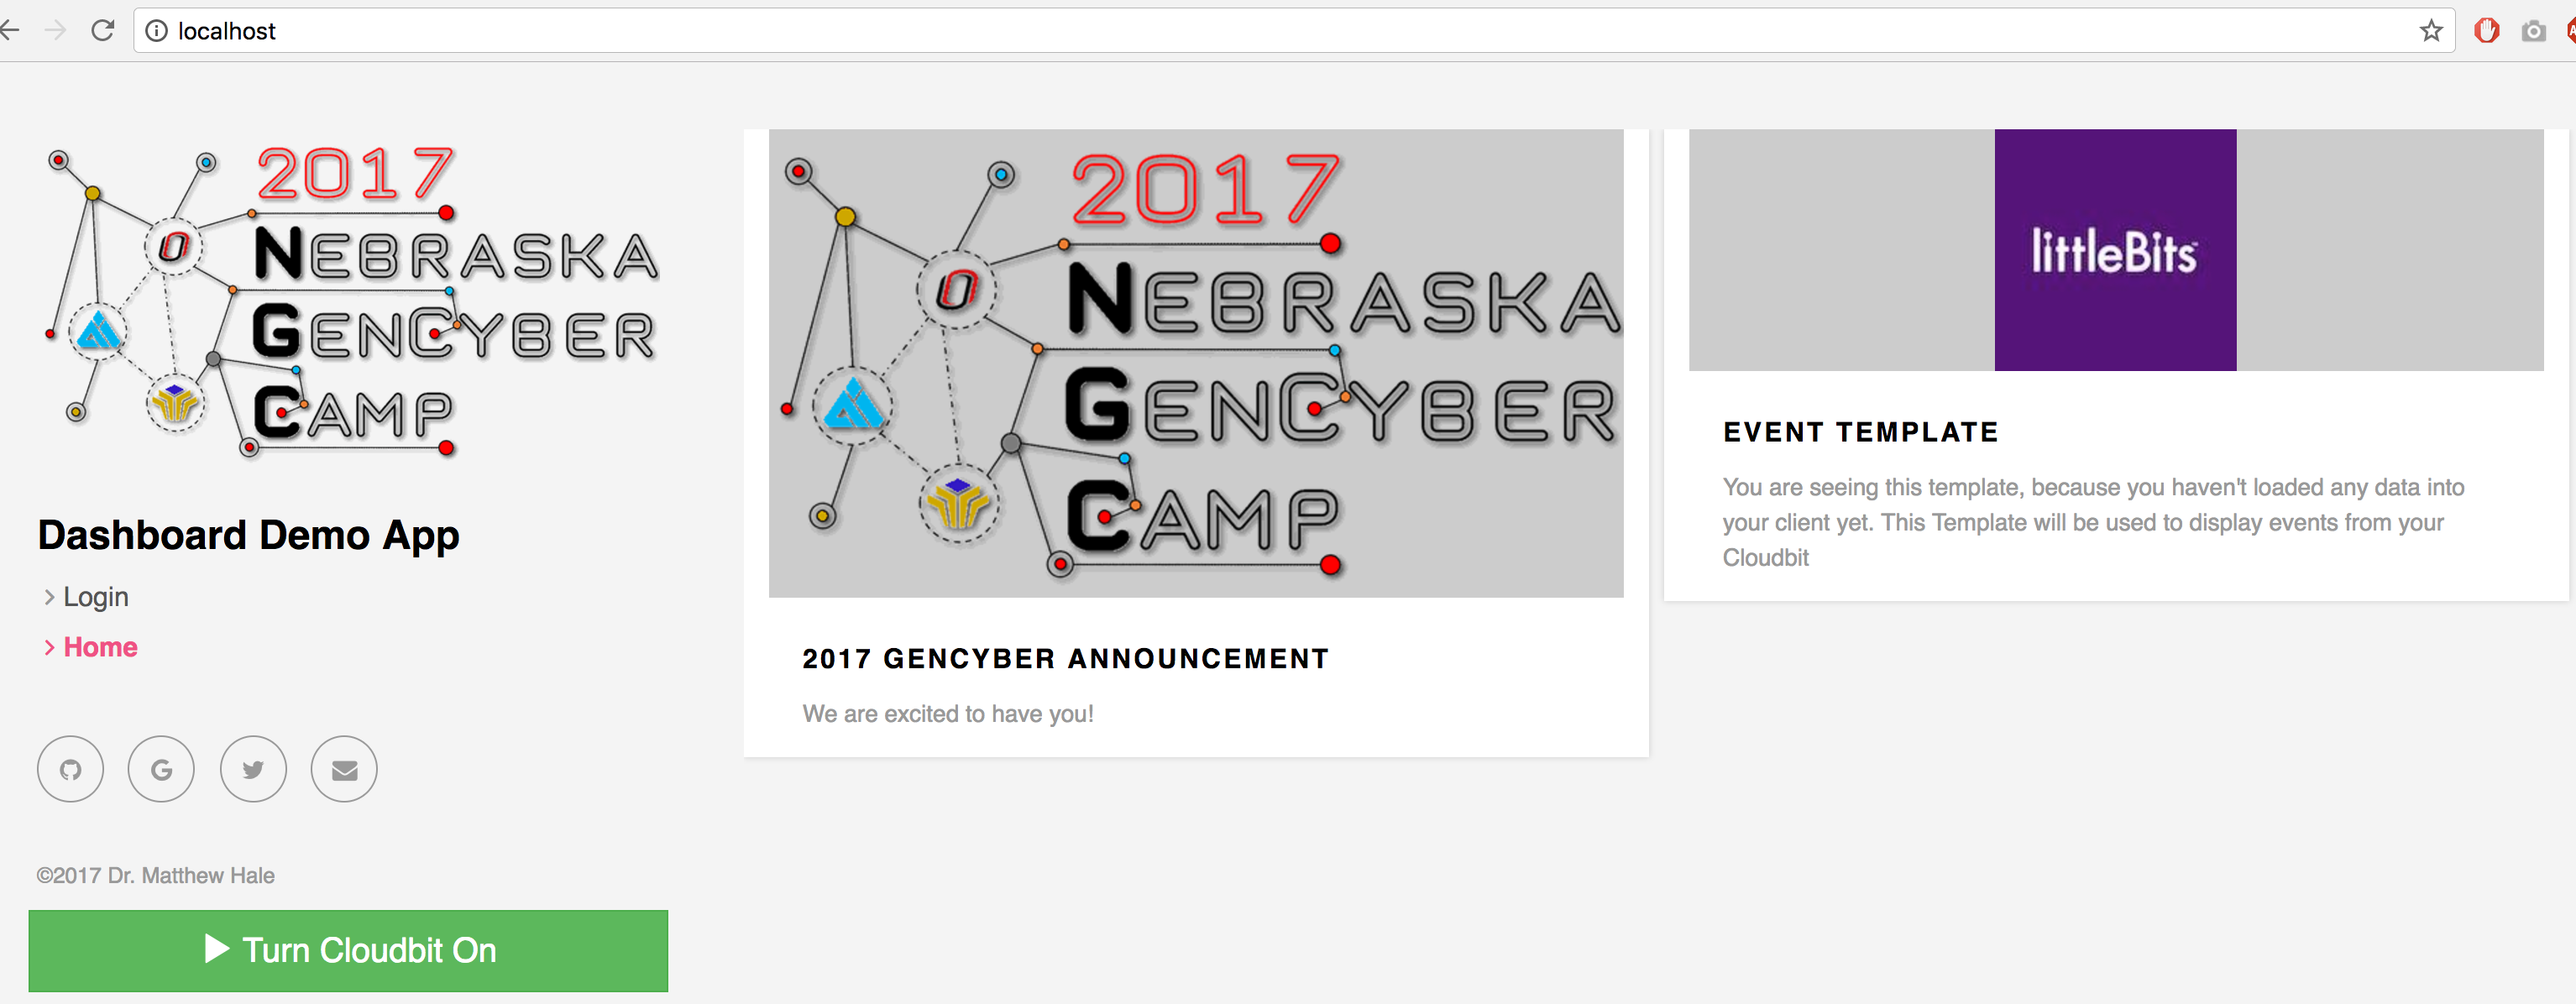 localhost
2017
NEBRASKA
GENCYBER
CAMP
Dashboard Demo App
Login
Home
©2017 Dr. Matthew Hale
Turn Cloudbit On
2017
NEBRASKA
GENCYBER
CAMP
2017 GENCYBER ANNOUNCEMENT
We are excited to have you!
littleBits
EVENT TEMPLATE
You are seeing this template, because you haven't loaded any data into
your client yet. This Template will be used to display events from your
Cloudbit